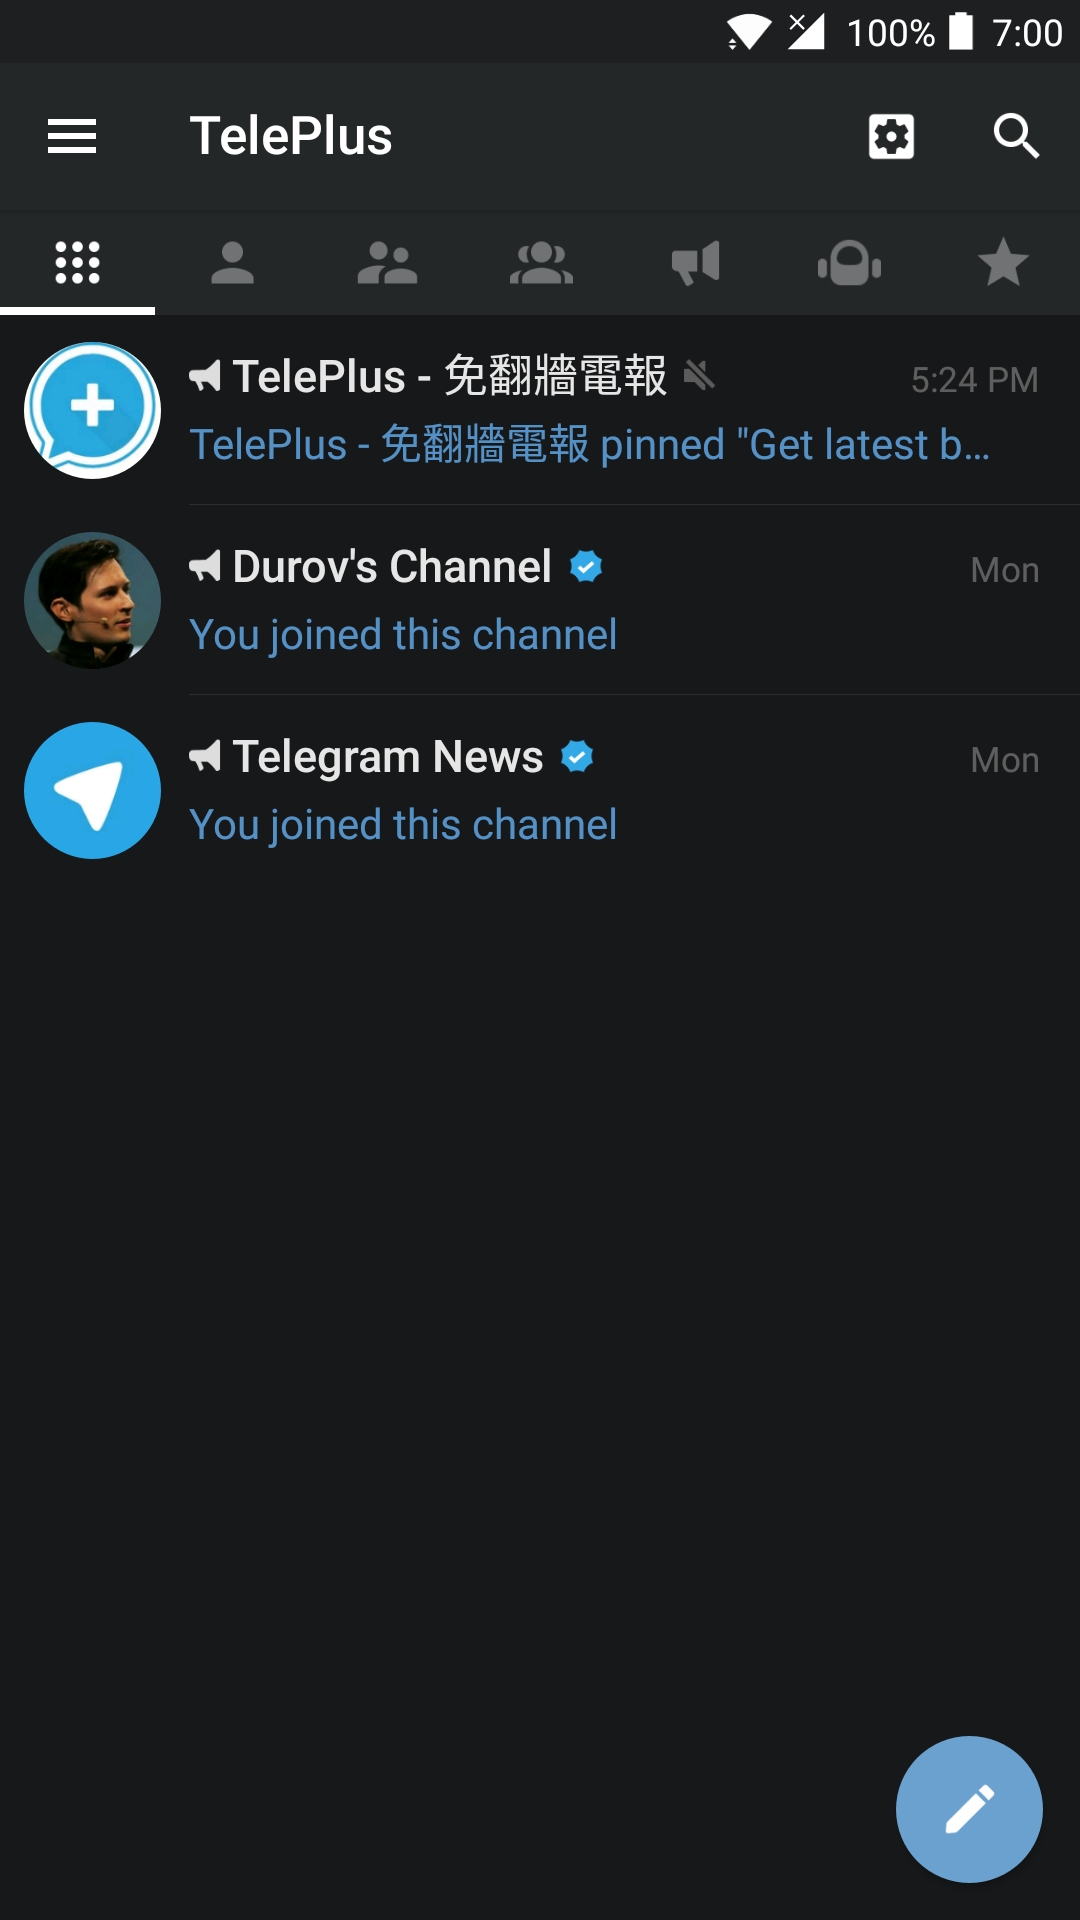 100% 7:00
TelePlus
TelePlus - 免翻牆電報 5:24 PM
TelePlus - 免翻牆電報 pinned "Get latest b...
Durov's Channel Mon
You joined this channel
Telegram News Mon
You joined this channel